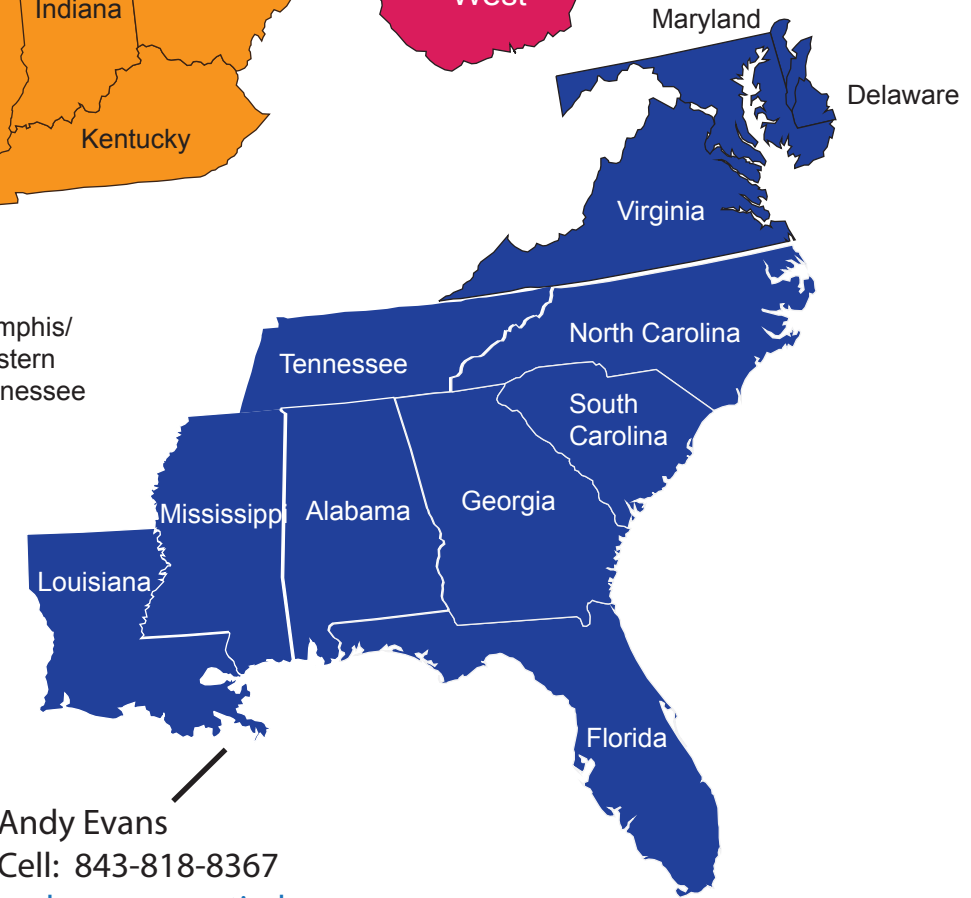 Indiana
West
Maryland
Delaware
Kentucky
Virginia
mphis/
stern
nessee
North Carolina
Tennessee
South
Carolina
Mississippi
Alabama
Georgia
Louisiana
Florida
Andy Evans
Cell: 843-818-8367